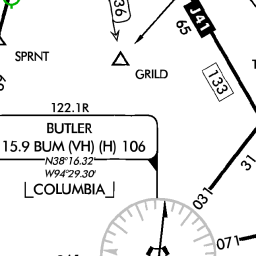 36
J41
65
SPRNT
GRILD
133
122.1R
BUTLER
15.9 BUM (VH) (H) 106
N38°16.32'
W94°29.30'
COLUMBIA
31
031
071